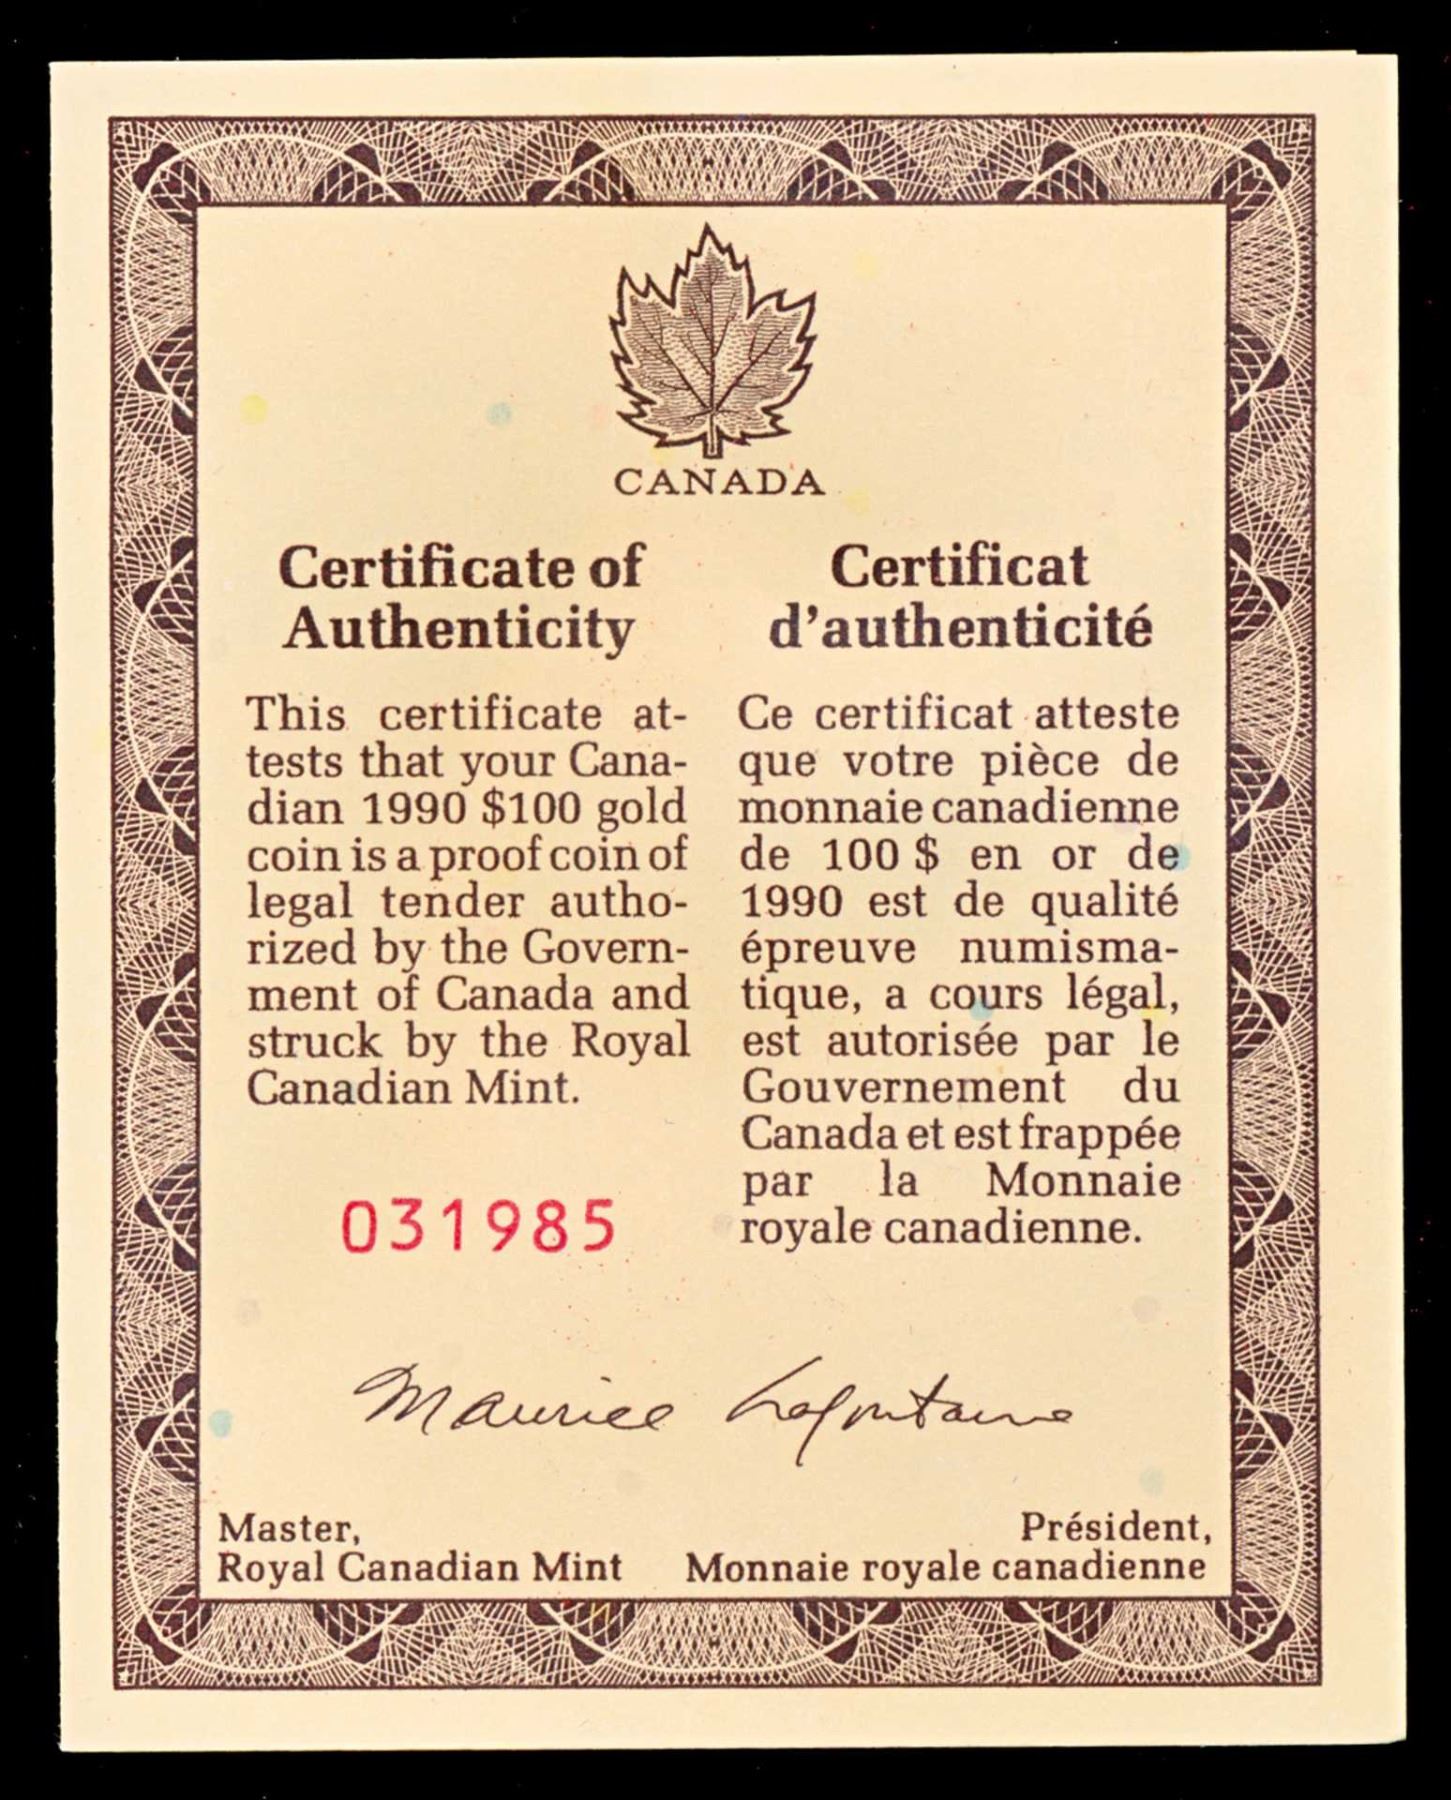 CANADA
Certificate of
Authenticity
This certificate at-
tests that your Cana-
dian 1990 $100 gold
coin is a proof coin of
legal tender autho-
rized by the Govern-
ment of Canada and
struck by the Royal
Canadian Mint.
031985
Certificat
d'authenticité
Ce certificat atteste
que votre pièce de
monnaie canadienne
de 100 $ en or de
1990 est de qualité
épreuve numisma-
tique, a cours légal,
est autorisée par le
Gouvernement du
Canada et est frappée
par la Monnaie
royale canadienne.
Maurice Lafontaine
Master,
Royal Canadian Mint
Président,
Monnaie royale canadienne